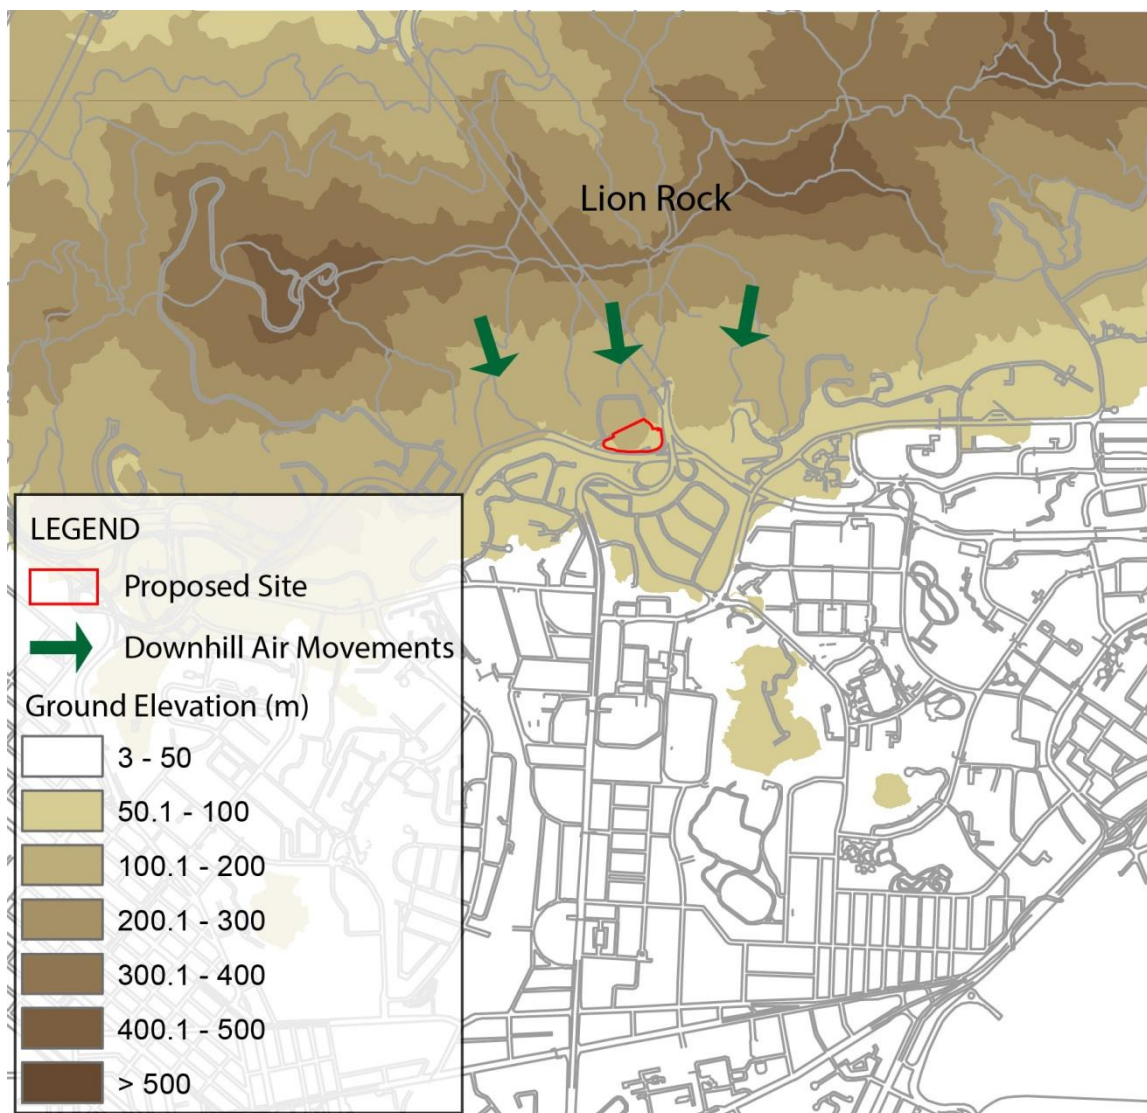 Lion Rock
LEGEND
Proposed Site
Downhill Air Movements
Ground Elevation (m)
3 - 50
50.1 - 100
100.1 - 200
200.1 - 300
300.1 - 400
400.1 - 500
> 500